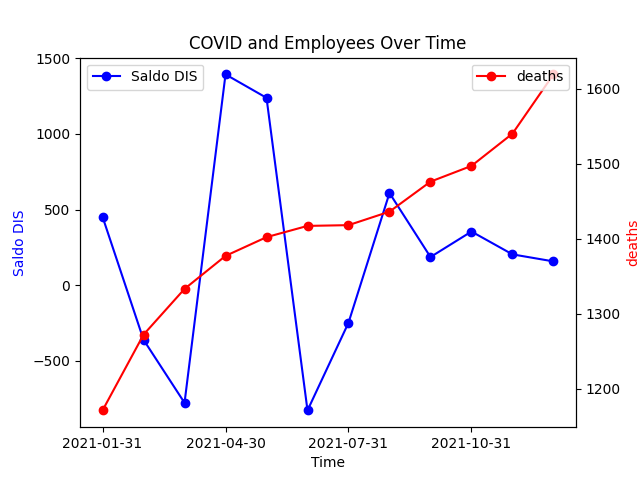 COVID and Employees Over Time
Saldo DIS
deaths
1500
1000
500
0
−500
Saldo DIS
1600
1500
1400
1300
1200
deaths
2021-01-31
2021-04-30
2021-07-31
2021-10-31
Time